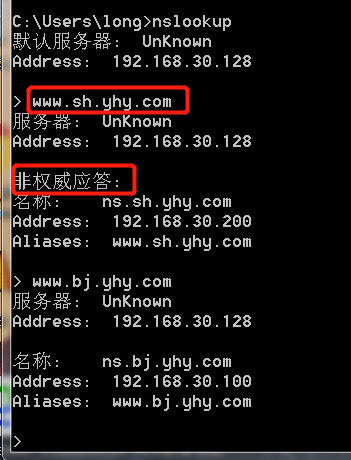 C:\Users\long>nslookup
默认服务器:  UnKnown
Address:  192.168.30.128
> www.sh.yhy.com
服务器:  UnKnown
Address:  192.168.30.128
非权威应答:
名称:    ns.sh.yhy.com
Address:  192.168.30.200
Aliases:  www.sh.yhy.com
> www.bj.yhy.com
服务器:  UnKnown
Address:  192.168.30.128
名称:    ns.bj.yhy.com
Address:  192.168.30.100
Aliases:  www.bj.yhy.com
>